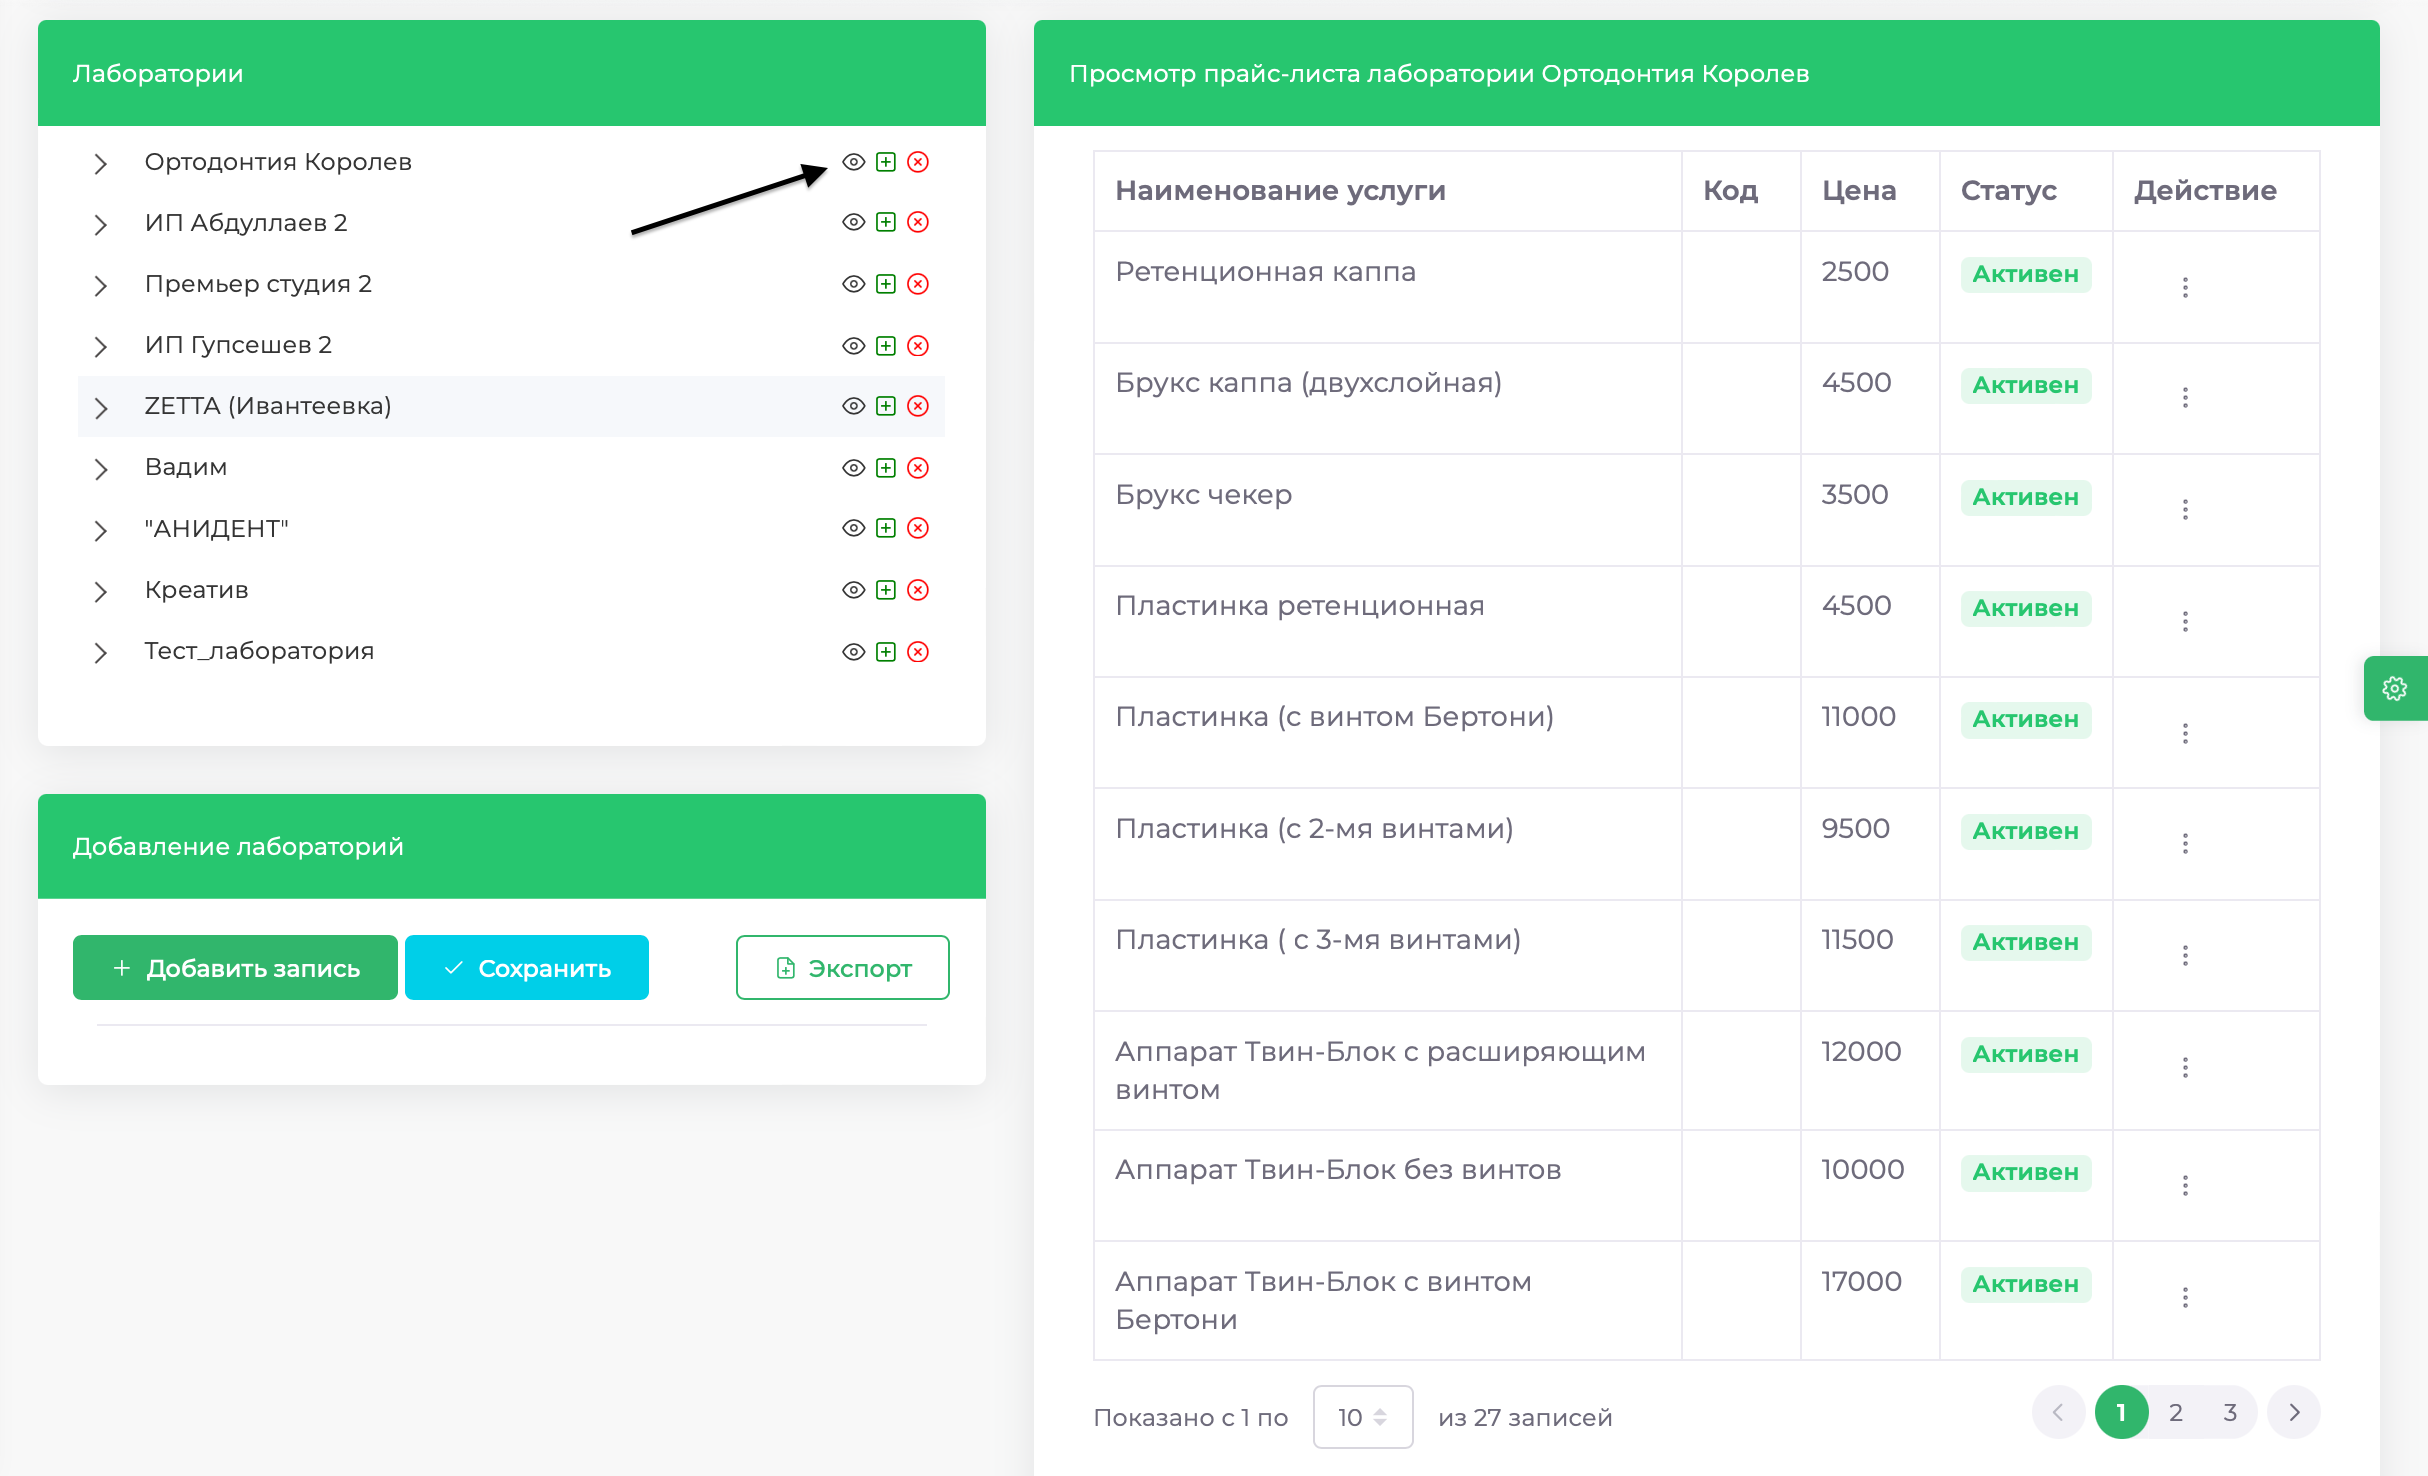 Лаборатории
Ортодонтия Королев
ИП Абдуллаев 2
Премьер студия 2
ИП Гупсешев 2
ZETTA (Ивантеевка)
Вадим
"АНИДЕНТ"
Креатив
Тест_лаборатория
Добавление лабораторий
Добавить запись Сохранить Экспорт
Просмотр прайс-листа лаборатории Ортодонтия Королев
Наименование услуги Код Цена Статус Действие
Ретенционная каппа 2500 Активен
Брукс каппа (двухслойная) 4500 Активен
Брукс чекер 3500 Активен
Пластинка ретенционная 4500 Активен
Пластинка (с винтом Бертони) 11000 Активен
Пластинка (с 2-мя винтами) 9500 Активен
Пластинка ( с 3-мя винтами) 11500 Активен
Аппарат Твин-Блок с расширяющим 12000 Активен
винтом
Аппарат Твин-Блок без винтов 10000 Активен
Аппарат Твин-Блок с винтом 17000 Активен
Бертони
Показано с 1 по 10 из 27 записей 1 2 3